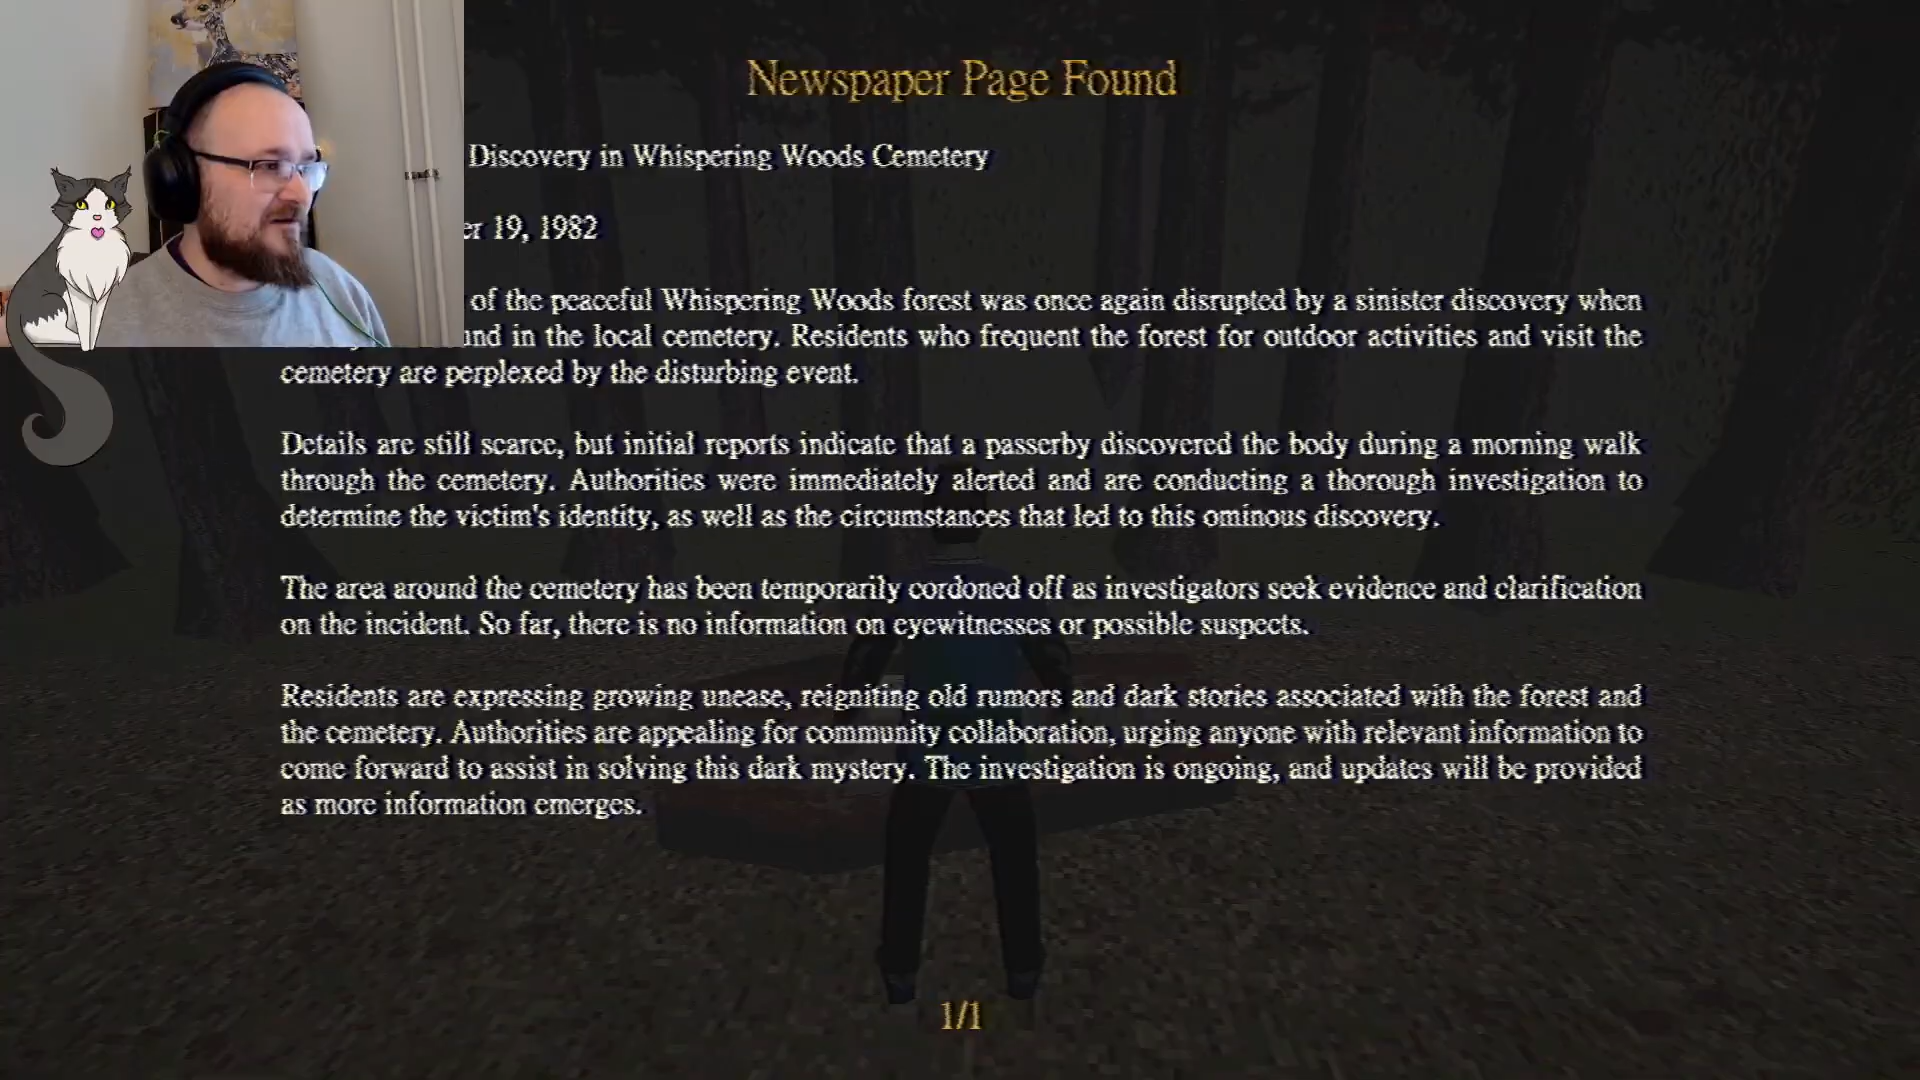 Newspaper Page Found
Discovery in Whispering Woods Cemetery
er 19, 1982
of the peaceful Whispering Woods forest was once again disrupted by a sinister discovery when
und in the local cemetery. Residents who frequent the forest for outdoor activities and visit the
cemetery are perplexed by the disturbing event.
Details are still scarce, but initial reports indicate that a passerby discovered the body during a morning walk
through the cemetery. Authorities were immediately alerted and are conducting a thorough investigation to
determine the victim's identity, as well as the circumstances that led to this ominous discovery.
The area around the cemetery has been temporarily cordoned off as investigators seek evidence and clarification
on the incident. So far, there is no information on eyewitnesses or possible suspects.
Residents are expressing growing unease, reigniting old rumors and dark stories associated with the forest and
the cemetery. Authorities are appealing for community collaboration, urging anyone with relevant information to
come forward to assist in solving this dark mystery. The investigation is ongoing, and updates will be provided
as more information emerges.
1/1